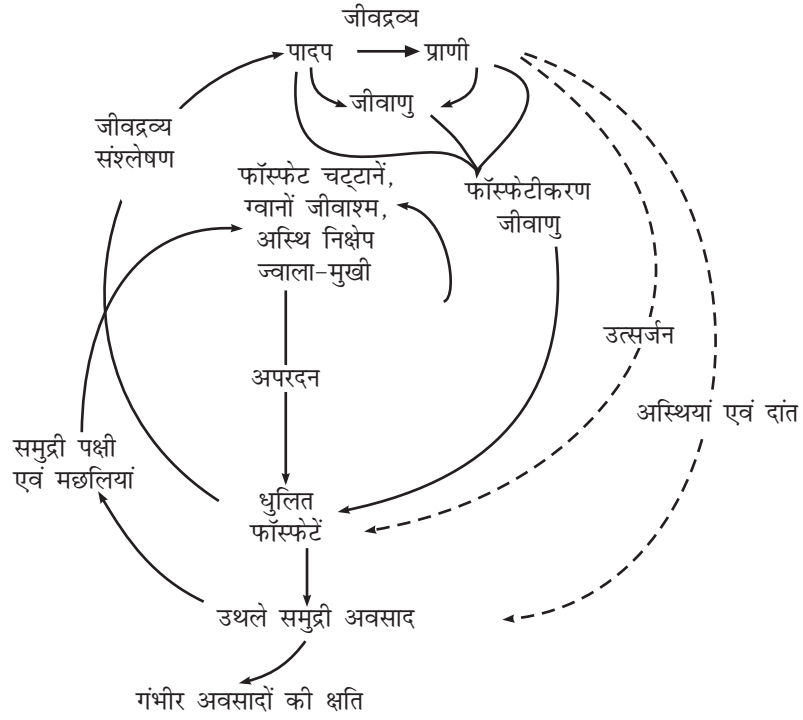 जीवद्रव्य
पादप
प्राणी
जीवाणु
जीवद्रव्य
संश्लेषण
फॉस्फेट चट्टानें,
ग्वानों जीवाश्म,
अस्थि निक्षेप
ज्वाला-मुखी
फॉस्फेटीकरण
जीवाणु
उत्सर्जन
अपरदन
अस्थियां एवं दांत
समुद्री पक्षी
एवं मछलियां
धुलित
फॉस्फेटें
उथले समुद्री अवसाद
गंभीर अवसादों की क्षति